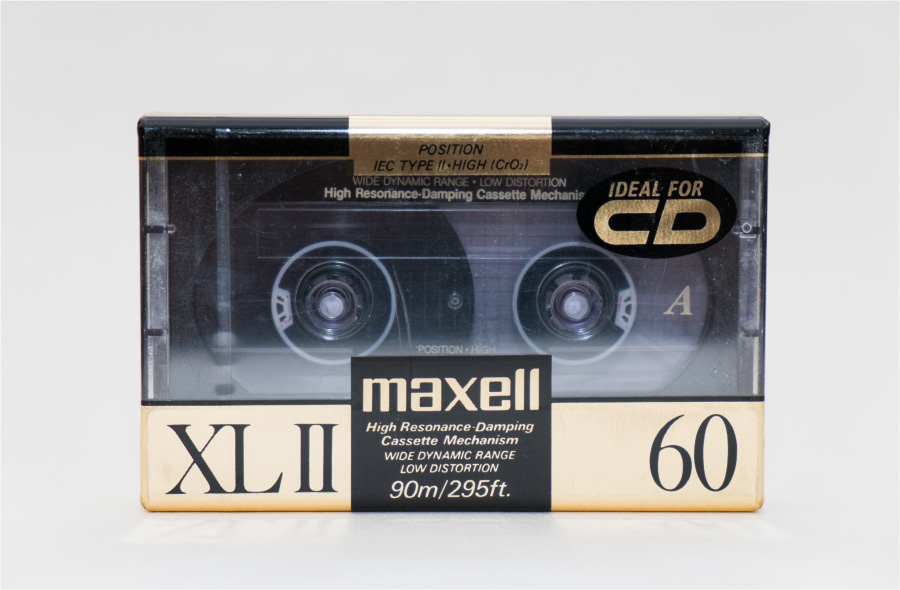 POSITION
IEC TYPE II•HIGH (CrO₂)
WIDE DYNAMIC RANGE • LOW DISTORTION
High Resonance-Damping Cassette
IDEAL FOR
CD
A
POSITION • HIGH
maxell
High Resonance-Damping
Cassette Mechanism
WIDE DYNAMIC RANGE
LOW DISTORTION
90m/295ft.
XL II
60